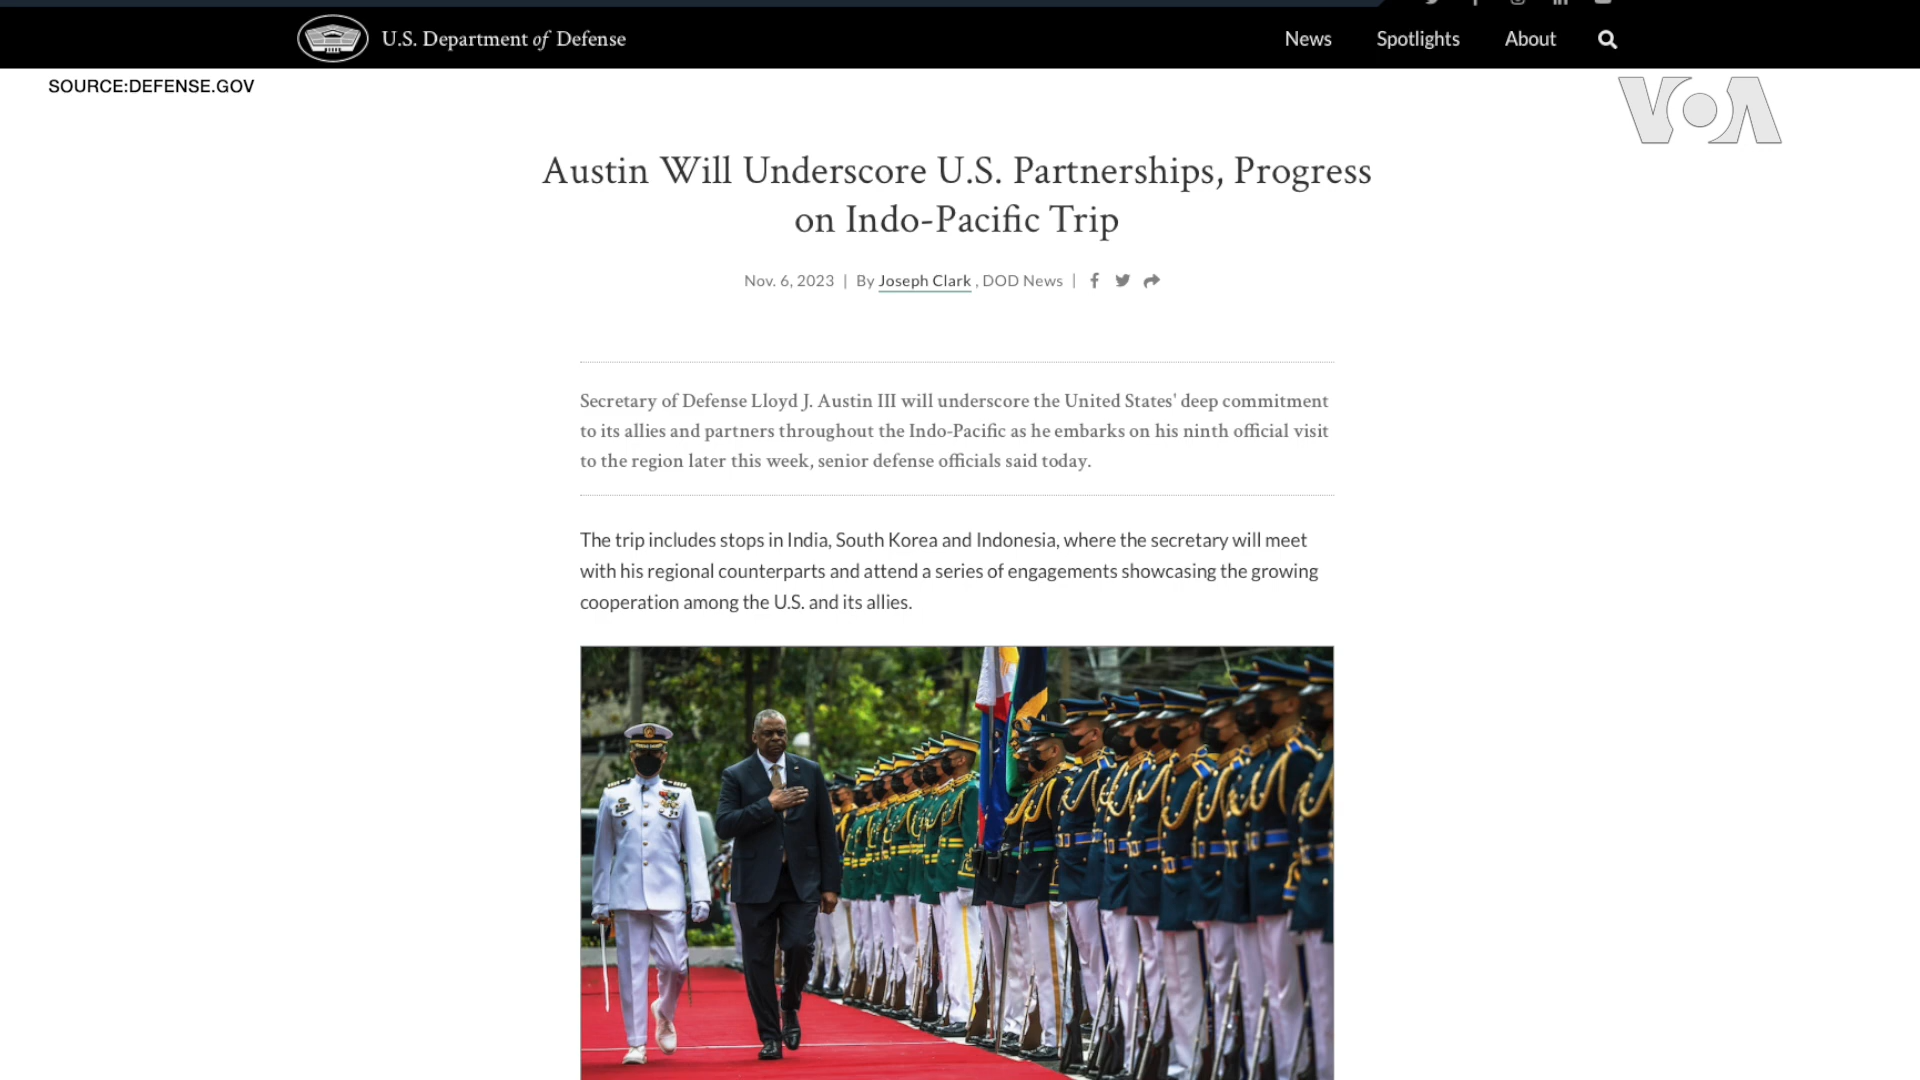 U.S. Department of Defense
News
Spotlights
About
SOURCE:DEFENSE.GOV
VOA
Austin Will Underscore U.S. Partnerships, Progress
on Indo-Pacific Trip
Nov. 6, 2023 | By Joseph Clark , DOD News |
Secretary of Defense Lloyd J. Austin III will underscore the United States' deep commitment
to its allies and partners throughout the Indo-Pacific as he embarks on his ninth official visit
to the region later this week, senior defense officials said today.
The trip includes stops in India, South Korea and Indonesia, where the secretary will meet
with his regional counterparts and attend a series of engagements showcasing the growing
cooperation among the U.S. and its allies.